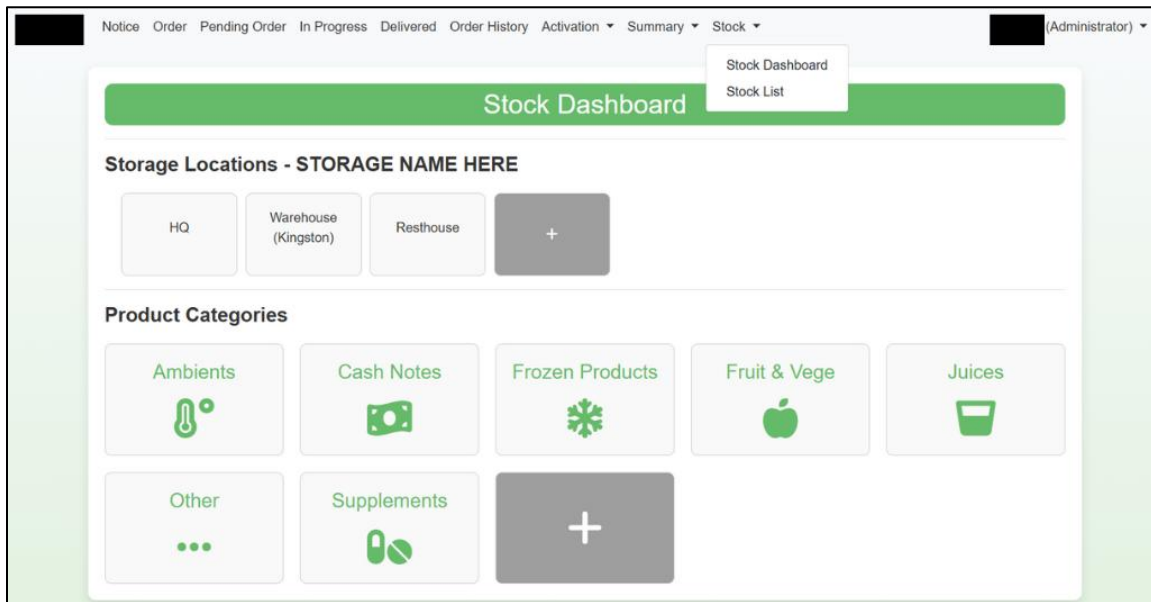 Notice Order Pending Order In Progress Delivered Order History Activation Summary Stock (Administrator)
Stock Dashboard
Stock List
Stock Dashboard
Storage Locations - STORAGE NAME HERE
HQ
Warehouse
(Kingston)
Resthouse
+
Product Categories
Ambients
Cash Notes
Frozen Products
Fruit & Vege
Juices
Other
Supplements
+